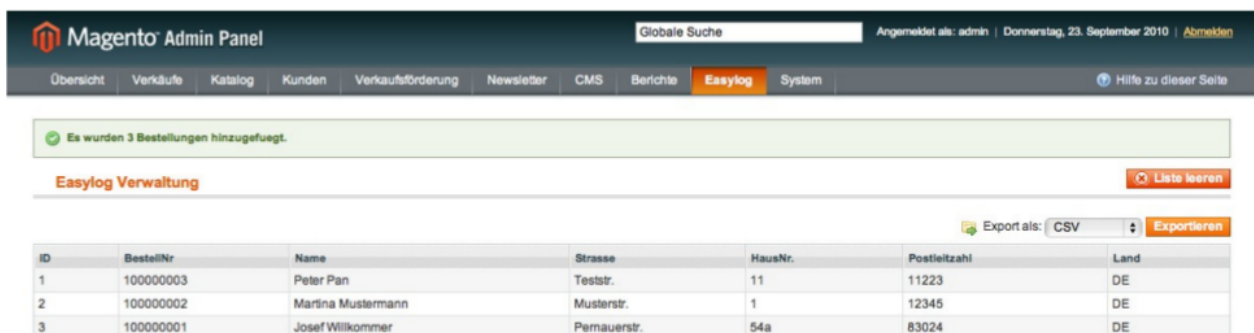 Magento Admin Panel Globale Suche Angemeldet als: admin | Donnerstag, 23. September 2010 | Abmelden
Übersicht Verkäufe Katalog Kunden Verkaufsförderung Newsletter CMS Berichte Easylog System Hilfe zu dieser Seite
Es wurden 3 Bestellungen hinzugefuegt.
Easylog Verwaltung Liste leeren
Export als: CSV Exportieren
ID BestellNr Name Strasse HausNr. Postleitzahl Land
1 100000003 Peter Pan Teststr. 11 11223 DE
2 100000002 Martina Mustermann Musterstr. 1 12345 DE
3 100000001 Josef Willkommer Pernauerstr. 54a 83024 DE